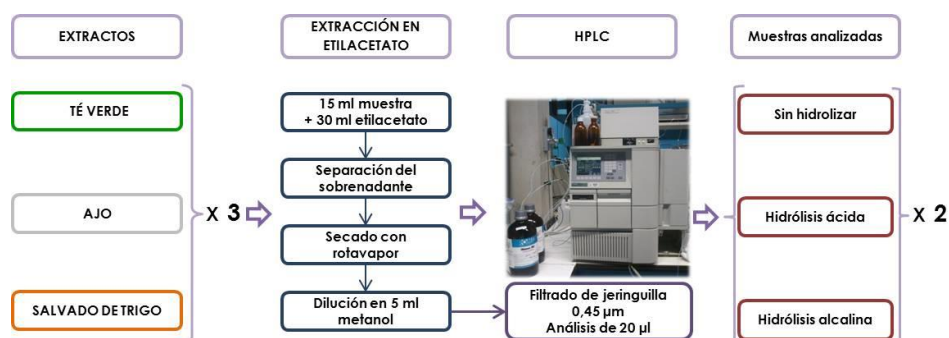 EXTRACTOS
EXTRACCIÓN EN
ETILACETATO
HPLC
Muestras analizadas
TÉ VERDE
AJO
SALVADO DE TRIGO
X 3
15 ml muestra
+ 30 ml etilacetato
Separación del
sobrenadante
Secado con
rotavapor
Dilución en 5 ml
metanol
Filtrado de jeringuilla
0,45 µm
Análisis de 20 µl
Sin hidrolizar
Hidrólisis ácida
Hidrólisis alcalina
X 2